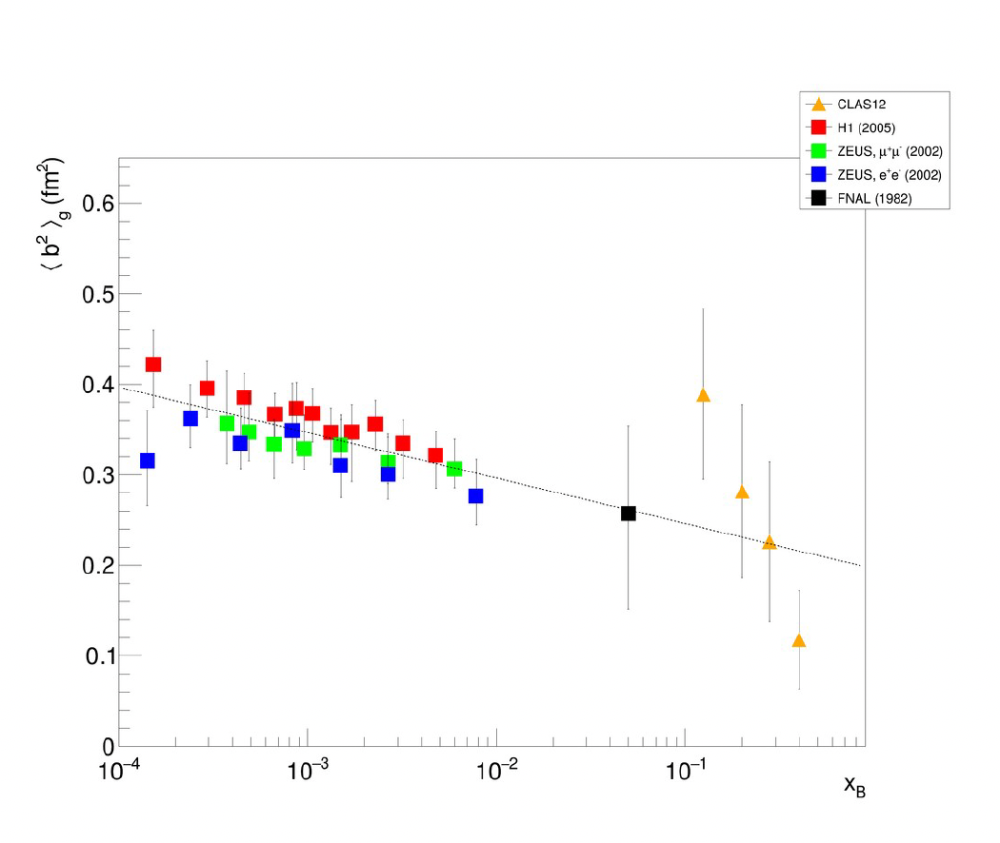 CLAS12
H1 (2005)
ZEUS, μ⁺μ⁻ (2002)
ZEUS, e⁺e⁻ (2002)
FNAL (1982)
⟨ b² ⟩g (fm²)
0.6
0.5
0.4
0.3
0.2
0.1
0
10⁻⁴
10⁻³
10⁻²
10⁻¹
x_B